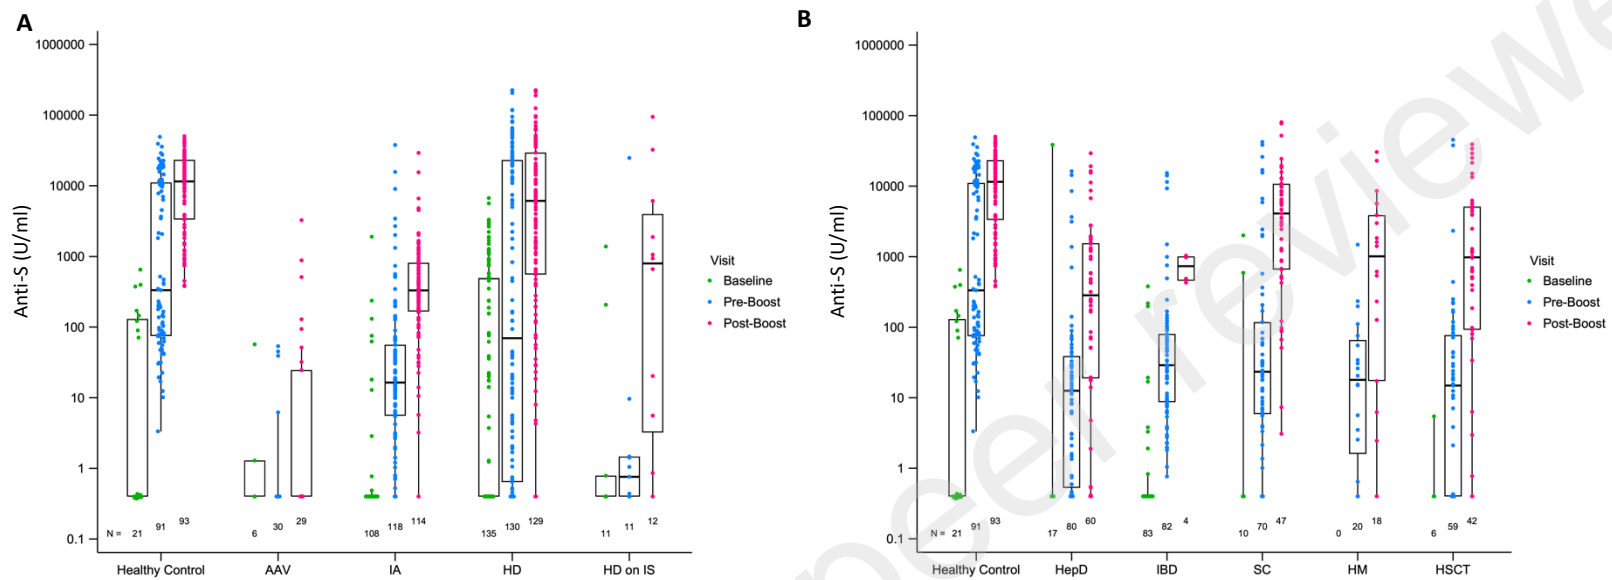 A
Anti-S (U/ml)
1000000
100000
10000
1000
100
10
1
0.1
N = 21 91 93 6 30 29 108 118 114 135 130 129 11 11 12
Healthy Control AAV IA HD HD on IS
Visit
Baseline
Pre-Boost
Post-Boost
B
Anti-S (U/ml)
1000000
100000
10000
1000
100
10
1
0.1
N = 21 91 93 17 80 60 83 82 4 10 70 47 0 20 18 6 59 42
Healthy Control HepD IBD SC HM HSCT
Visit
Baseline
Pre-Boost
Post-Boost
peer reviewe